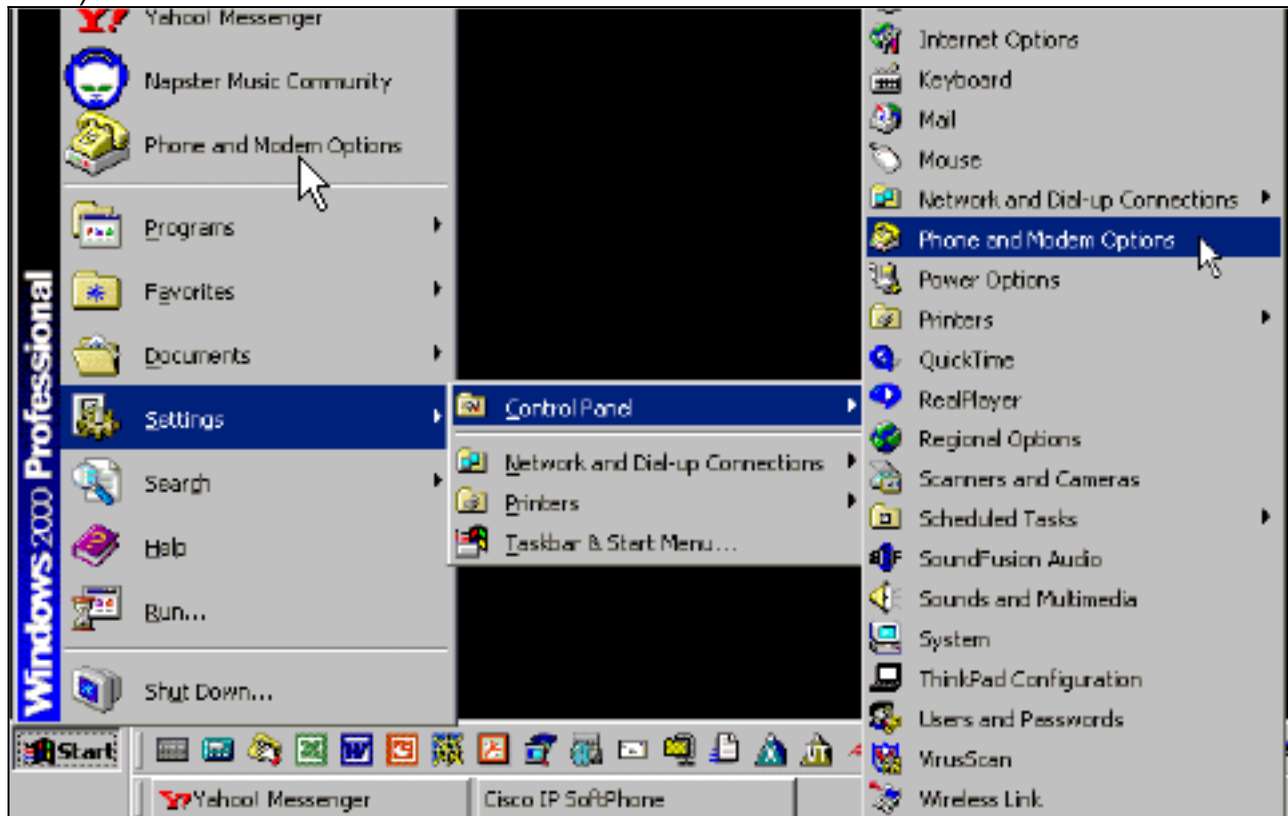 Yahoo! Messenger
Napster Music Community
Phone and Modem Options
Programs
Favorites
Documents
Settings
Search
Help
Run...
Shut Down...
Windows 2000 Professional
Control Panel
Network and Dial-up Connections
Printers
Taskbar & Start Menu...
Internet Options
Keyboard
Mail
Mouse
Network and Dial-up Connections
Phone and Modem Options
Power Options
Printers
QuickTime
RealPlayer
Regional Options
Scanners and Cameras
Scheduled Tasks
SoundFusion Audio
Sounds and Multimedia
System
ThinkPad Configuration
Users and Passwords
VirusScan
Wireless Link
Start
Yahoo! Messenger
Cisco IP SoftPhone